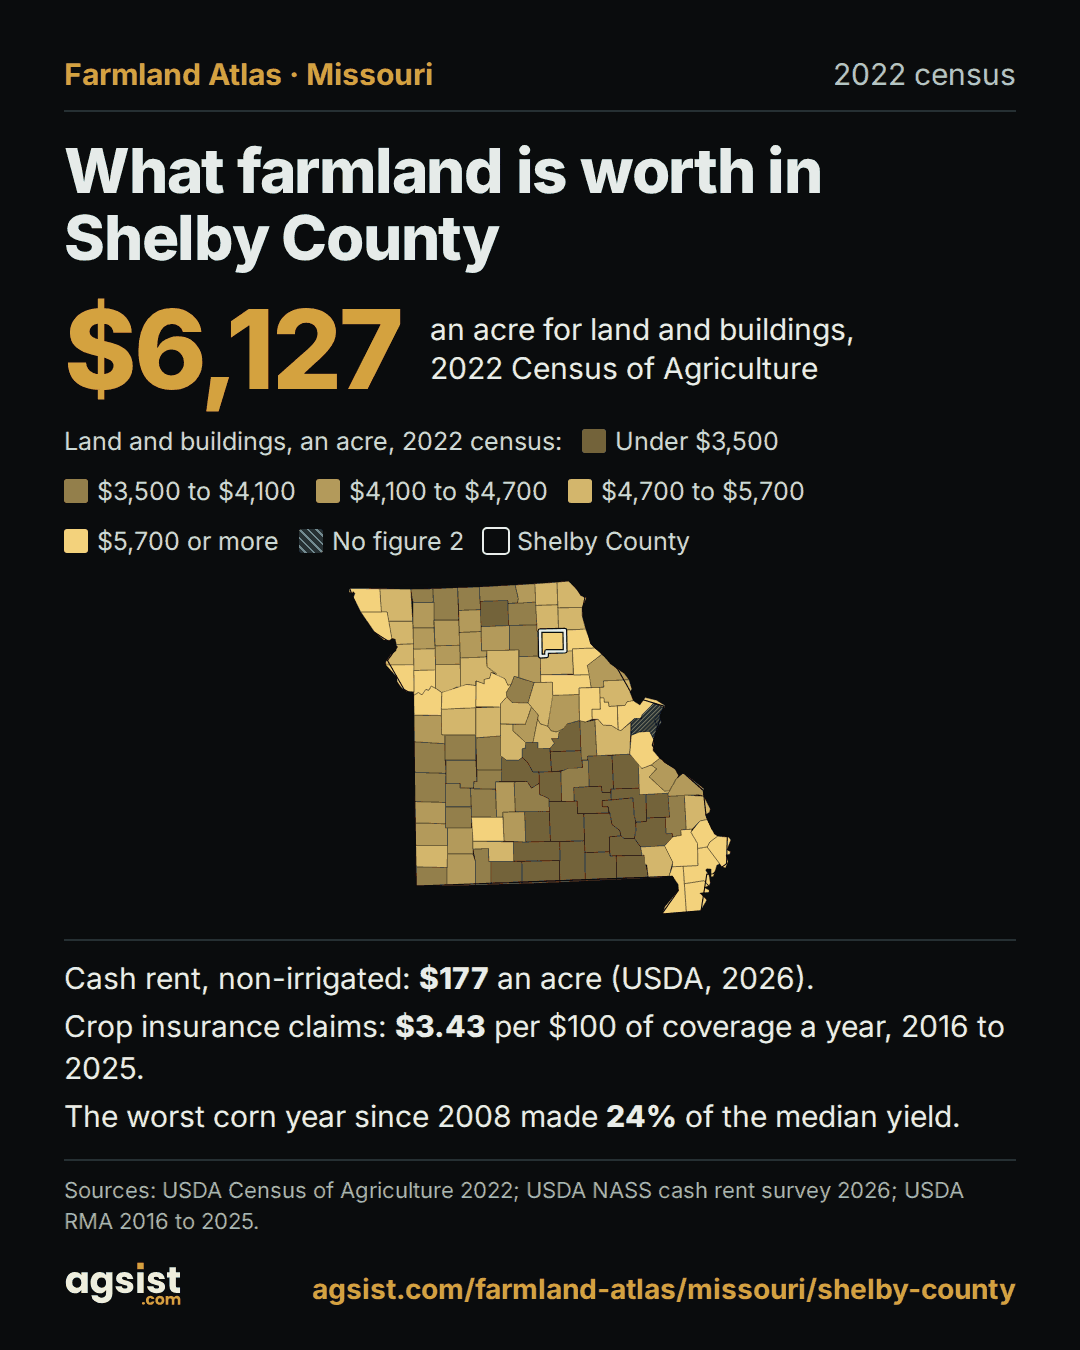 Farmland Atlas · Missouri
2022 census
What farmland is worth in
Shelby County
$6,127
an acre for land and buildings,
2022 Census of Agriculture
Land and buildings, an acre, 2022 census: Under $3,500
$3,500 to $4,100 $4,100 to $4,700 $4,700 to $5,700
$5,700 or more No figure 2 Shelby County
Cash rent, non-irrigated: $177 an acre (USDA, 2026).
Crop insurance claims: $3.43 per $100 of coverage a year, 2016 to
2025.
The worst corn year since 2008 made 24% of the median yield.
Sources: USDA Census of Agriculture 2022; USDA NASS cash rent survey 2026; USDA
RMA 2016 to 2025.
agsist
.com
agsist.com/farmland-atlas/missouri/shelby-county